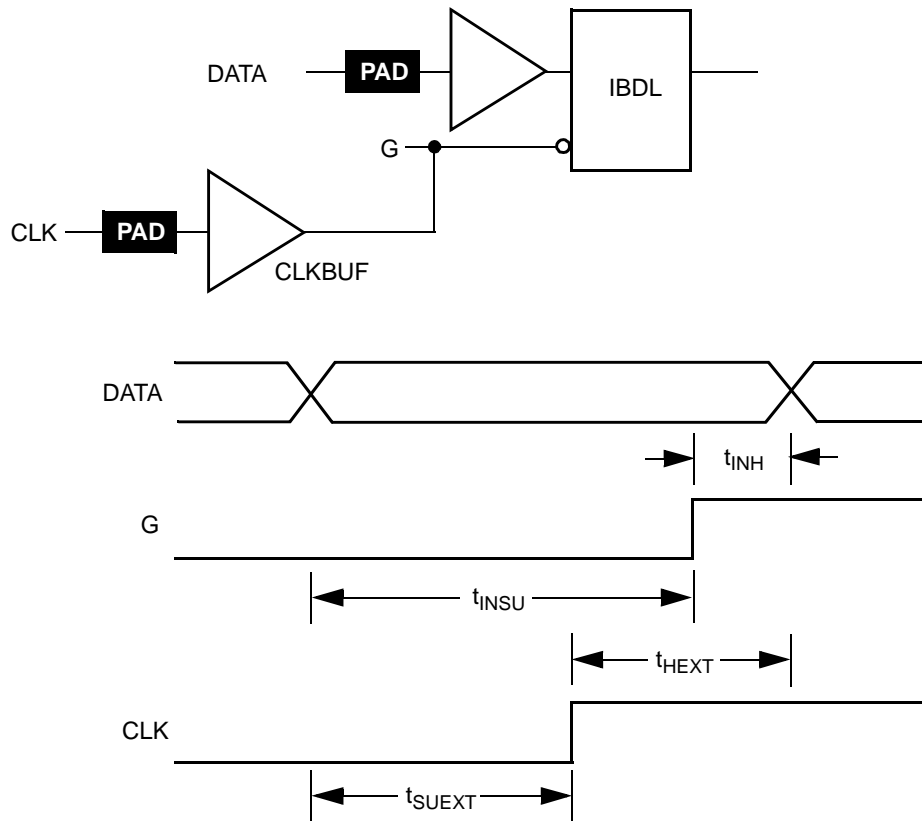 DATA PAD IBDL
G
CLK PAD
CLKBUF
DATA
tINH
G
tINSU
tHEXT
CLK
tSUEXT